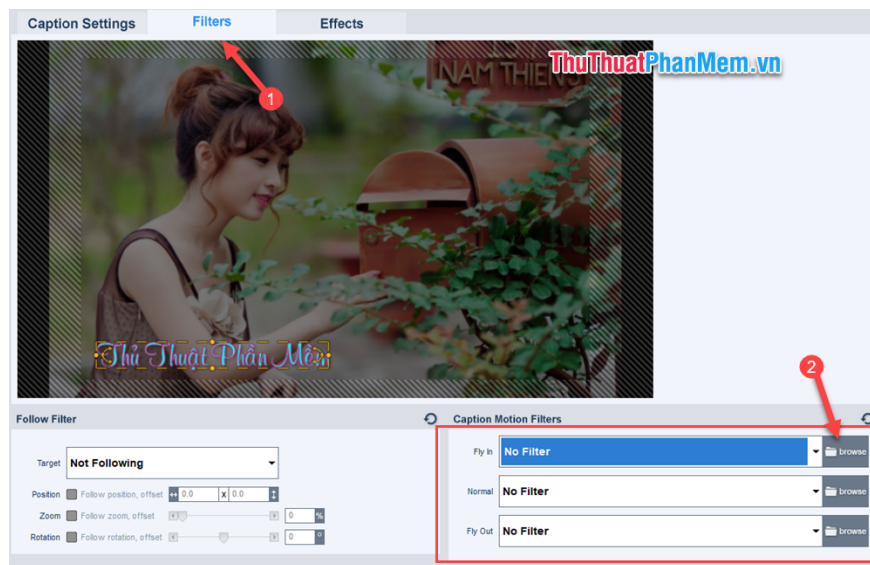 Caption Settings
Filters
Effects
1
NAM THIEN
ThuThuatPhanMem.vn
Thủ Thuật Phần Mềm
2
Follow Filter
Target
Not Following
Position
Follow position, offset
0.0
X
0.0
Zoom
Follow zoom, offset
0
%
Rotation
Follow rotation, offset
0
°
Caption Motion Filters
Fly In
No Filter
browse
Normal
No Filter
browse
Fly Out
No Filter
browse